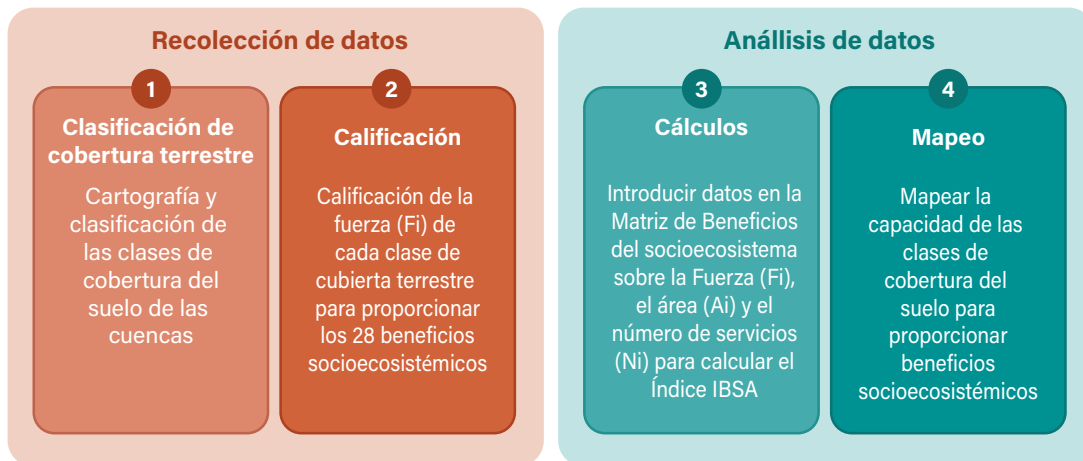 Recolección de datos
1
Clasificación de
cobertura terrestre
Cartografía y
clasificación de
las clases de
cobertura del
suelo de las
cuencas
2
Calificación
Calificación de la
fuerza (Fi) de
cada clase de
cubierta terrestre
para proporcionar
los 28 beneficios
socioecosistémicos
Anállisis de datos
3
Cálculos
Introducir datos en la
Matriz de Beneficios
del socioecosistema
sobre la Fuerza (Fi),
el área (Ai) y el
número de servicios
(Ni) para calcular el
Índice IBSA
4
Mapeo
Mapear la
capacidad de las
clases de
cobertura del
suelo para
proporcionar
beneficios
socioecosistémicos